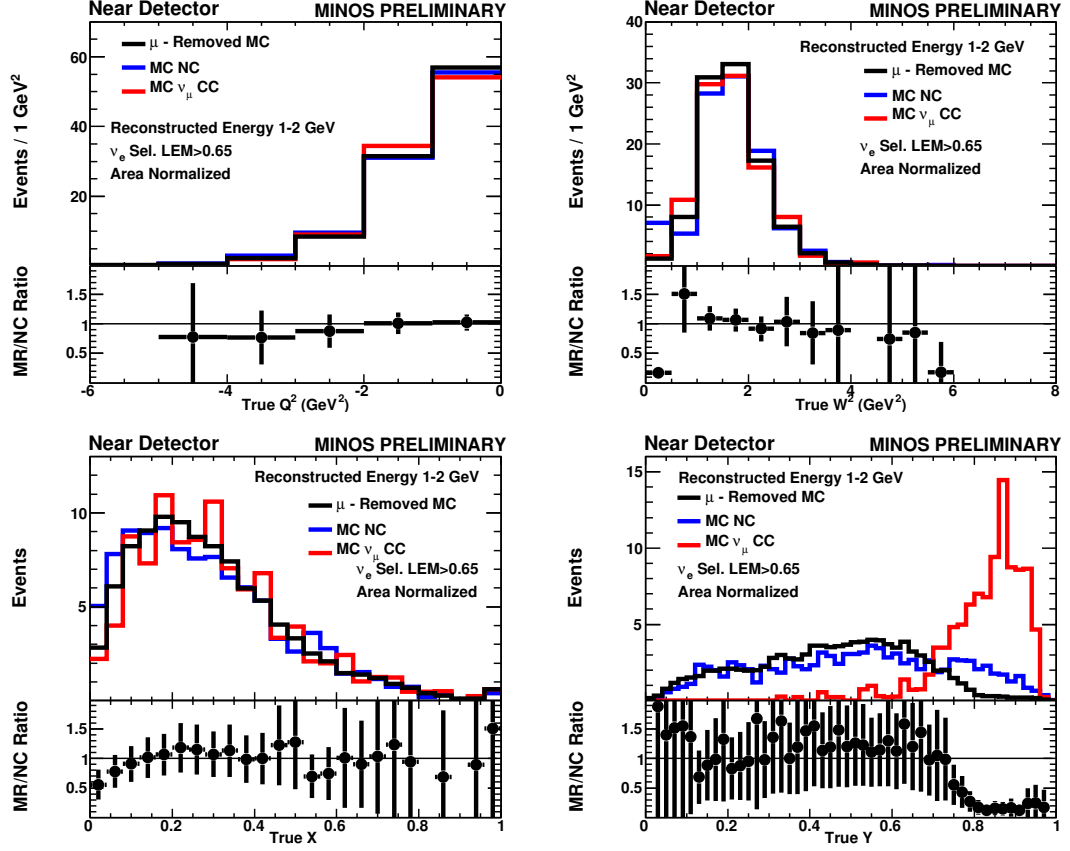 Near Detector MINOS PRELIMINARY
μ - Removed MC
MC NC
MC νμ CC
Reconstructed Energy 1-2 GeV
νe Sel. LEM>0.65
Area Normalized
Events / 1 GeV²
60
40
20
MR/NC Ratio
1.5
1
0.5
-6 -4 -2 0
True Q² (GeV²)
Near Detector MINOS PRELIMINARY
Reconstructed Energy 1-2 GeV
μ - Removed MC
MC NC
MC νμ CC
νe Sel. LEM>0.65
Area Normalized
Events / 1 GeV²
40
30
20
10
MR/NC Ratio
1.5
1
0.5
0 2 4 6 8
True W² (GeV²)
Near Detector MINOS PRELIMINARY
Reconstructed Energy 1-2 GeV
μ - Removed MC
MC NC
MC νμ CC
νe Sel. LEM>0.65
Area Normalized
Events
10
5
MR/NC Ratio
1.5
1
0.5
0 0.2 0.4 0.6 0.8 1
True X
Near Detector MINOS PRELIMINARY
Reconstructed Energy 1-2 GeV
μ - Removed MC
MC NC
MC νμ CC
νe Sel. LEM>0.65
Area Normalized
Events
15
10
5
MR/NC Ratio
1.5
1
0.5
0 0.2 0.4 0.6 0.8 1
True Y